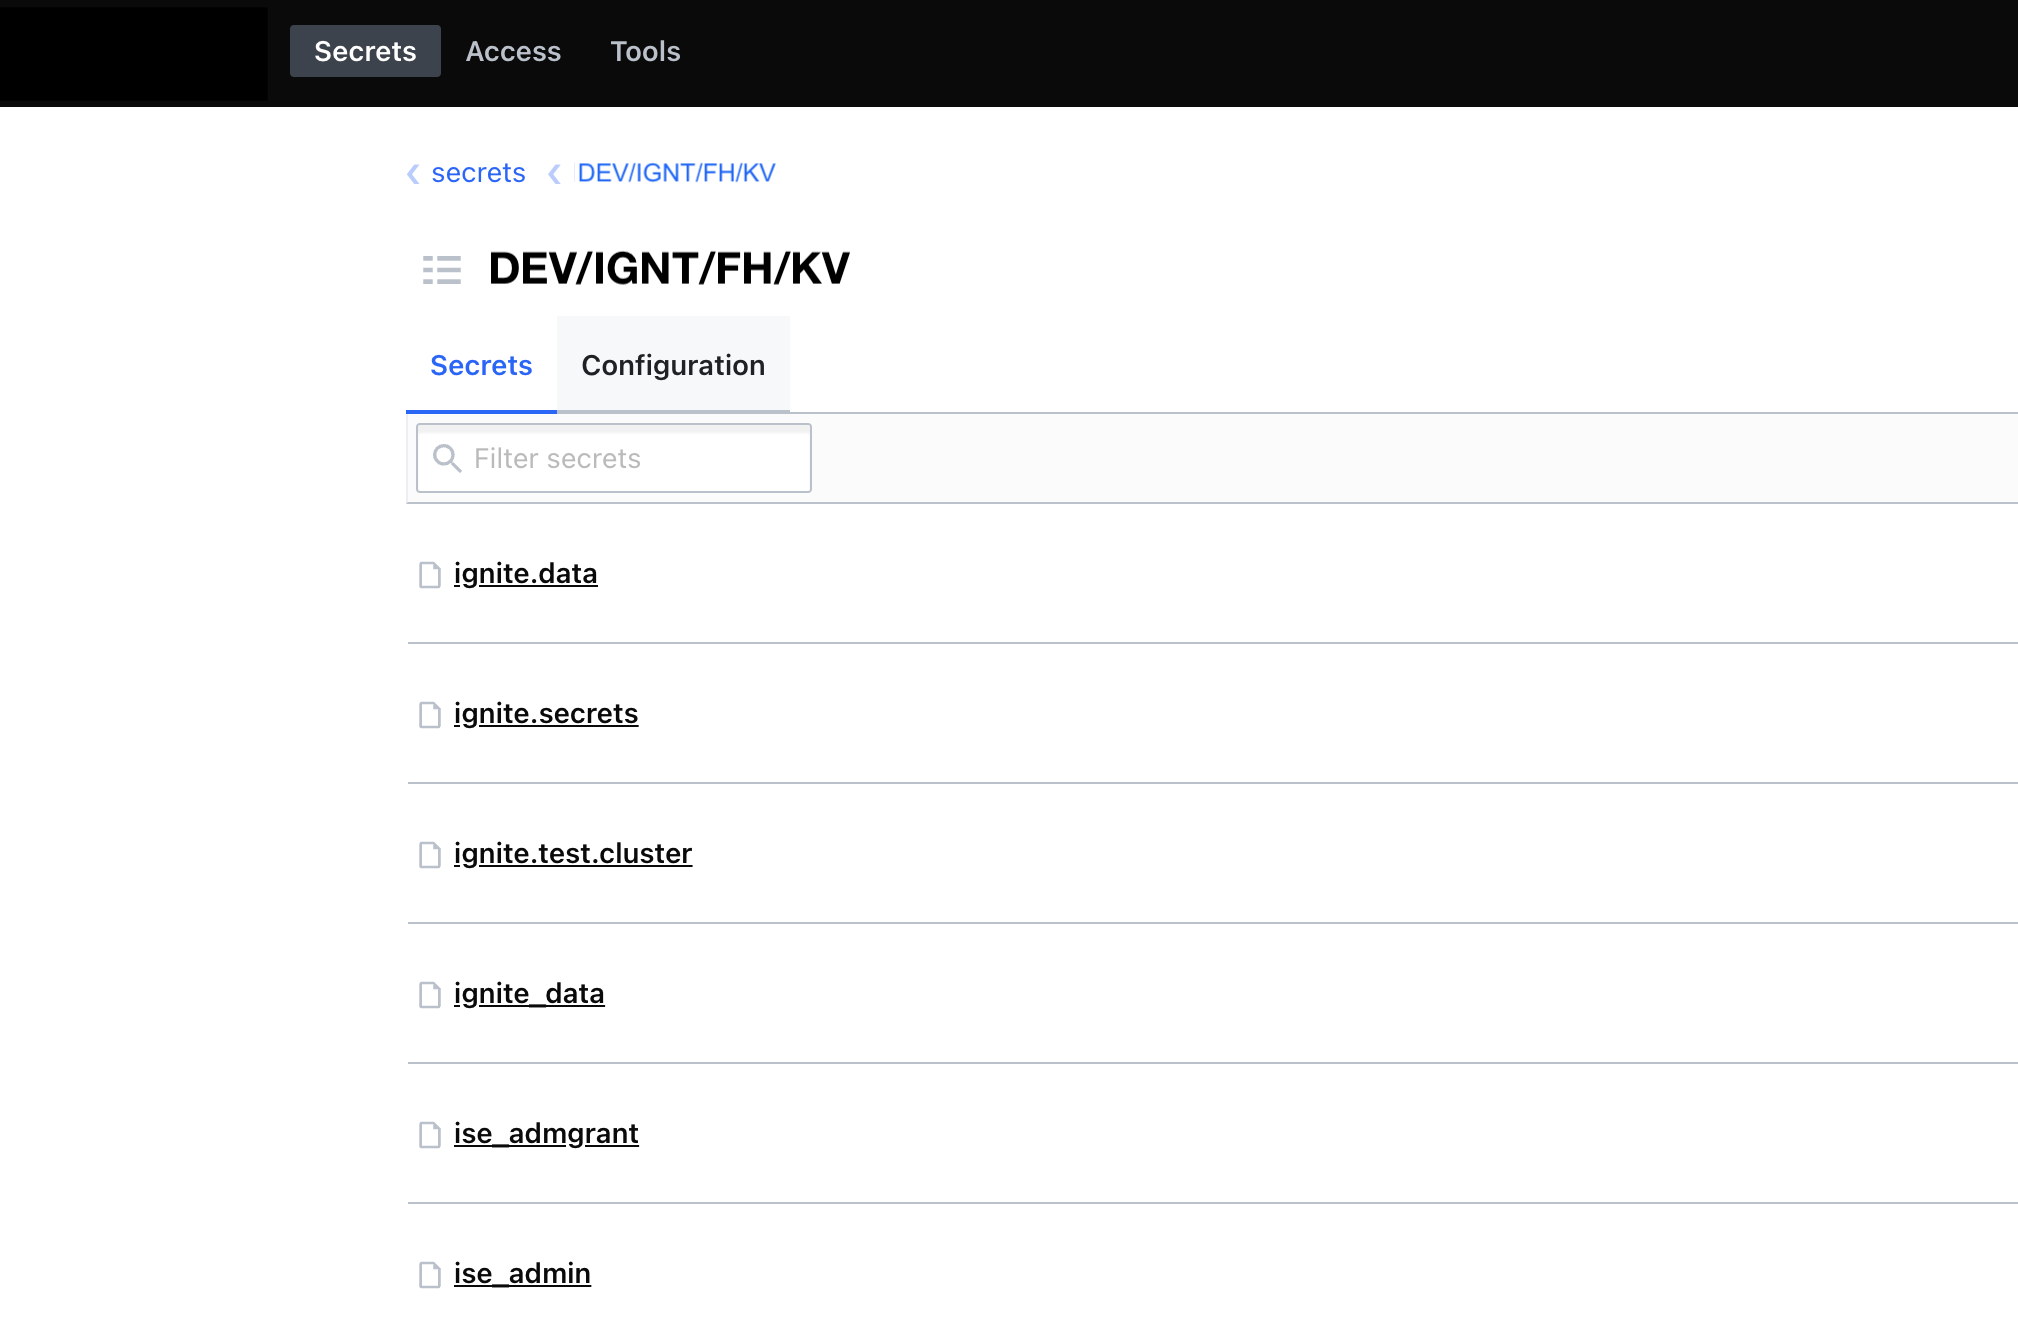 Secrets Access Tools
secrets DEV/IGNT/FH/KV
DEV/IGNT/FH/KV
Secrets Configuration
Filter secrets
ignite.data
ignite.secrets
ignite.test.cluster
ignite_data
ise_admgrant
ise_admin